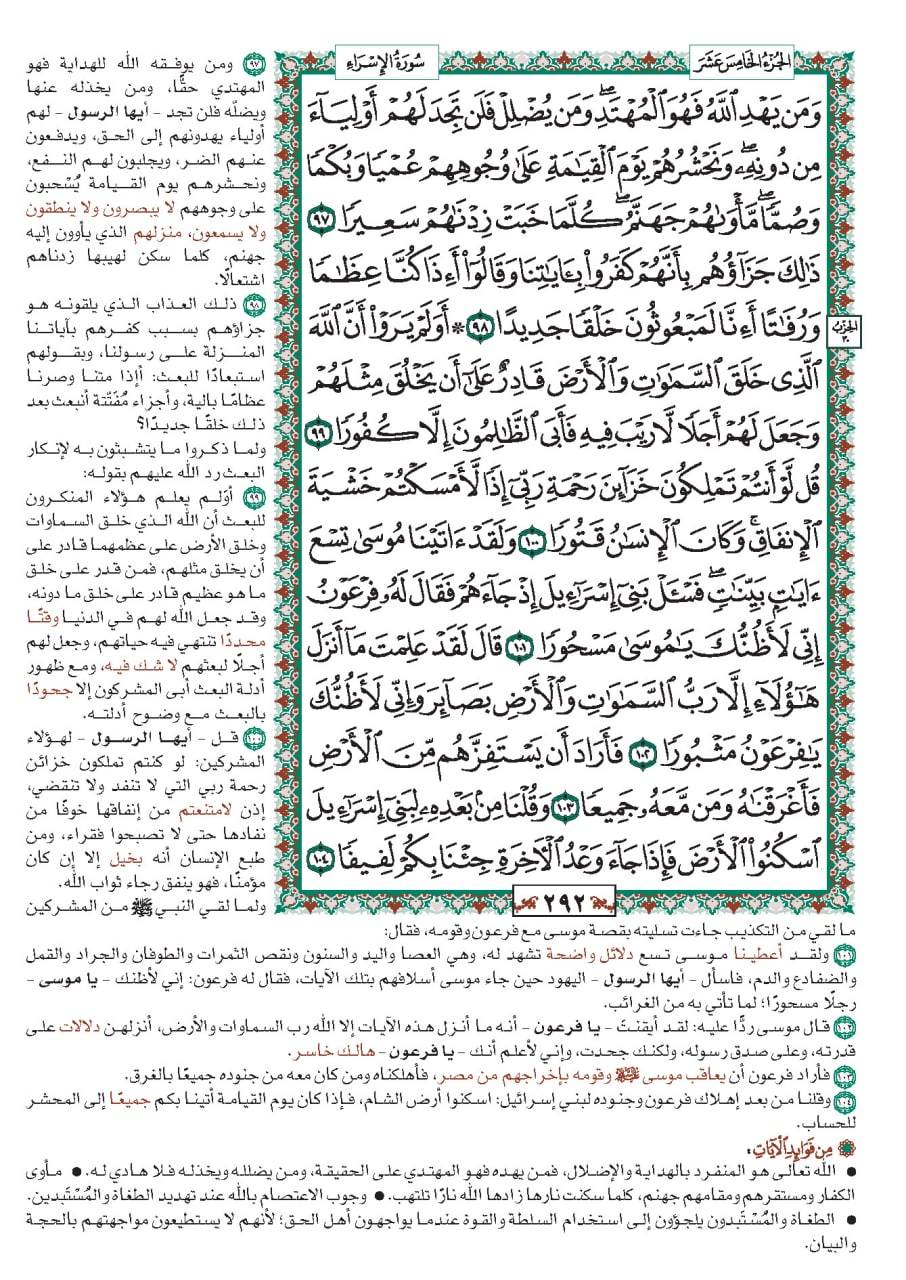 الجُزْءُ الخَامِسَ عَشَرَ
سُورَةُ الإِسْرَاءِ
وَمَن يَهْدِ ٱللَّهُ فَهُوَ ٱلْمُهْتَدِۖ وَمَن يُضْلِلْ فَلَن تَجِدَ لَهُمْ أَوْلِيَآءَ
مِن دُونِهِۦۖ وَنَحْشُرُهُمْ يَوْمَ ٱلْقِيَٰمَةِ عَلَىٰ وُجُوهِهِمْ عُمْيًا وَبُكْمًا
وَصُمًّاۖ مَّأْوَىٰهُمْ جَهَنَّمُۖ كُلَّمَا خَبَتْ زِدْنَٰهُمْ سَعِيرًا ٩٧
ذَٰلِكَ جَزَآؤُهُم بِأَنَّهُمْ كَفَرُوا۟ بِـَٔايَٰتِنَا وَقَالُوٓا۟ أَءِذَا كُنَّا عِظَٰمًا
وَرُفَٰتًا أَءِنَّا لَمَبْعُوثُونَ خَلْقًا جَدِيدًا ٩٨ * أَوَلَمْ يَرَوْا۟ أَنَّ ٱللَّهَ
الحِزْبُ
٣٠
ٱلَّذِى خَلَقَ ٱلسَّمَٰوَٰتِ وَٱلْأَرْضَ قَادِرٌ عَلَىٰٓ أَن يَخْلُقَ مِثْلَهُمْ
وَجَعَلَ لَهُمْ أَجَلًا لَّا رَيْبَ فِيهِ فَأَبَى ٱلظَّٰلِمُونَ إِلَّا كُفُورًا ٩٩
قُل لَّوْ أَنتُمْ تَمْلِكُونَ خَزَآئِنَ رَحْمَةِ رَبِّىٓ إِذًا لَّأَمْسَكْتُمْ خَشْيَةَ
ٱلْإِنفَاقِۚ وَكَانَ ٱلْإِنسَٰنُ قَتُورًا ١٠٠ وَلَقَدْ ءَاتَيْنَا مُوسَىٰ تِسْعَ
ءَايَٰتٍۭ بَيِّنَٰتٍۖ فَسْـَٔلْ بَنِىٓ إِسْرَٰٓءِيلَ إِذْ جَآءَهُمْ فَقَالَ لَهُۥ فِرْعَوْنُ
إِنِّى لَأَظُنُّكَ يَٰمُوسَىٰ مَسْحُورًا ١٠١ قَالَ لَقَدْ عَلِمْتَ مَآ أَنزَلَ
هَٰٓؤُلَآءِ إِلَّا رَبُّ ٱلسَّمَٰوَٰتِ وَٱلْأَرْضِ بَصَآئِرَ وَإِنِّى لَأَظُنُّكَ
يَٰفِرْعَوْنُ مَثْبُورًا ١٠٢ فَأَرَادَ أَن يَسْتَفِزَّهُم مِّنَ ٱلْأَرْضِ
فَأَغْرَقْنَٰهُ وَمَن مَّعَهُۥ جَمِيعًا ١٠٣ وَقُلْنَا مِنۢ بَعْدِهِۦ لِبَنِىٓ إِسْرَٰٓءِيلَ
ٱسْكُنُوا۟ ٱلْأَرْضَ فَإِذَا جَآءَ وَعْدُ ٱلْءَاخِرَةِ جِئْنَا بِكُمْ لَفِيفًا ١٠٤
٢٩٢
٩٧ ومن يوفقه الله للهداية فهو
المهتدي حقًّا، ومن يخذله عنها
ويضلّه فلن تجد - أيها الرسول - لهم
أولياء يهدونهم إلى الحق، ويدفعون
عنهم الضر، ويجلبون لهم النفع،
ونحشرهم يوم القيامة يُسْحبون
على وجوههم لا يبصرون ولا ينطقون
ولا يسمعون، منزلهم الذي يأوون إليه
جهنم، كلما سكن لهيبها زدناهم
اشتعالًا.
٩٨ ذلك العذاب الذي يلقونه هو
جزاؤهم بسبب كفرهم بآياتنا
المنزلة على رسولنا، وبقولهم
استبعادًا للبعث: أإذا متنا وصرنا
عظامًا بالية، وأجزاء مُفَتَّتة أنبعث بعد
ذلك خلقًا جديدًا؟
ولما ذكروا ما يتشبثون به لإنكار
البعث رد الله عليهم بقوله:
٩٩ أوَلم يعلم هؤلاء المنكرون
للبعث أن الله الذي خلق السماوات
وخلق الأرض على عظمهما قادر على
أن يخلق مثلهم، فمن قدر على خلق
ما هو عظيم قادر على خلق ما دونه،
وقد جعل الله لهم في الدنيا وقتًا
محددًا تنتهي فيه حياتهم، وجعل لهم
أجلًا لبعثهم لا شك فيه، ومع ظهور
أدلة البعث أبى المشركون إلا جحودًا
بالبعث مع وضوح أدلته.
١٠٠ قل - أيها الرسول - لهؤلاء
المشركين: لو كنتم تملكون خزائن
رحمة ربي التي لا تنفد ولا تنقضي،
إذن لامتنعتم من إنفاقها خوفًا من
نفادها حتى لا تصبحوا فقراء، ومن
طبع الإنسان أنه بخيل إلا إن كان
مؤمنًا، فهو ينفق رجاء ثواب الله.
ولما لقي النبي ﷺ من المشركين
ما لقي من التكذيب جاءت تسليته بقصة موسى مع فرعون وقومه، فقال:
١٠١ ولقد أعطينا موسى تسع دلائل واضحة تشهد له، وهي العصا واليد والسنون ونقص الثمرات والطوفان والجراد والقمل
والضفادع والدم، فاسأل - أيها الرسول - اليهود حين جاء موسى أسلافهم بتلك الآيات، فقال له فرعون: إني لأظنك - يا موسى -
رجلًا مسحورًا؛ لما تأتي به من الغرائب.
١٠٢ قال موسى ردًّا عليه: لقد أيقنتَ - يا فرعون - أنه ما أنزل هذه الآيات إلا الله رب السماوات والأرض، أنزلهن دلالات على
قدرته، وعلى صدق رسوله، ولكنك جحدت، وإني لأعلم أنك - يا فرعون - هالك خاسر.
١٠٣ فأراد فرعون أن يعاقب موسى ﷺ وقومه بإخراجهم من مصر، فأهلكناه ومن كان معه من جنوده جميعًا بالغرق.
١٠٤ وقلنا من بعد إهلاك فرعون وجنوده لبني إسرائيل: اسكنوا أرض الشام، فإذا كان يوم القيامة أتينا بكم جميعًا إلى المحشر
للحساب.
مِن فَوَائِدِ الآيَاتِ:
• الله تعالى هو المنفرد بالهداية والإضلال، فمن يهده فهو المهتدي على الحقيقة، ومن يضلله ويخذله فلا هادي له. • مأوى
الكفار ومستقرهم ومقامهم جهنم، كلما سكنت نارها زادها الله نارًا تلتهب. • وجوب الاعتصام بالله عند تهديد الطغاة والمُسْتَبدين.
• الطغاة والمُسْتَبدون يلجؤون إلى استخدام السلطة والقوة عندما يواجهون أهل الحق؛ لأنهم لا يستطيعون مواجهتهم بالحجة
والبيان.